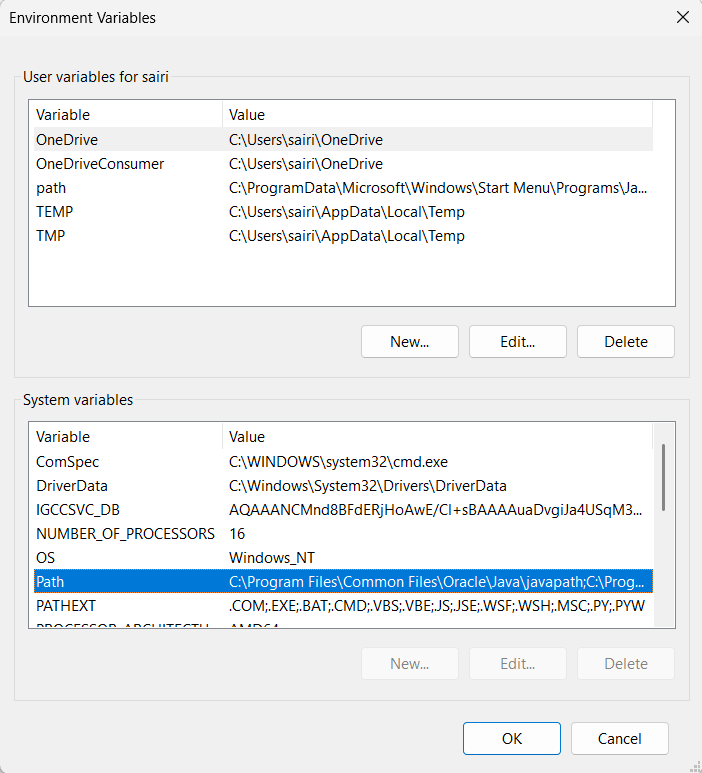 Environment Variables
User variables for sairi
Variable Value
OneDrive C:\Users\sairi\OneDrive
OneDriveConsumer C:\Users\sairi\OneDrive
path C:\ProgramData\Microsoft\Windows\Start Menu\Programs\Ja...
TEMP C:\Users\sairi\AppData\Local\Temp
TMP C:\Users\sairi\AppData\Local\Temp
New... Edit... Delete
System variables
Variable Value
ComSpec C:\WINDOWS\system32\cmd.exe
DriverData C:\Windows\System32\Drivers\DriverData
IGCCSVC_DB AQAAANCMnd8BFdERjHoAwE/Cl+sBAAAAuaDvgiJa4USqM3...
NUMBER_OF_PROCESSORS 16
OS Windows_NT
Path C:\Program Files\Common Files\Oracle\Java\javapath;C:\Prog...
PATHEXT .COM;.EXE;.BAT;.CMD;.VBS;.VBE;.JS;.JSE;.WSF;.WSH;.MSC;.PY;.PYW
PROCESSOR_ARCHITECTU AMD64
New... Edit... Delete
OK Cancel